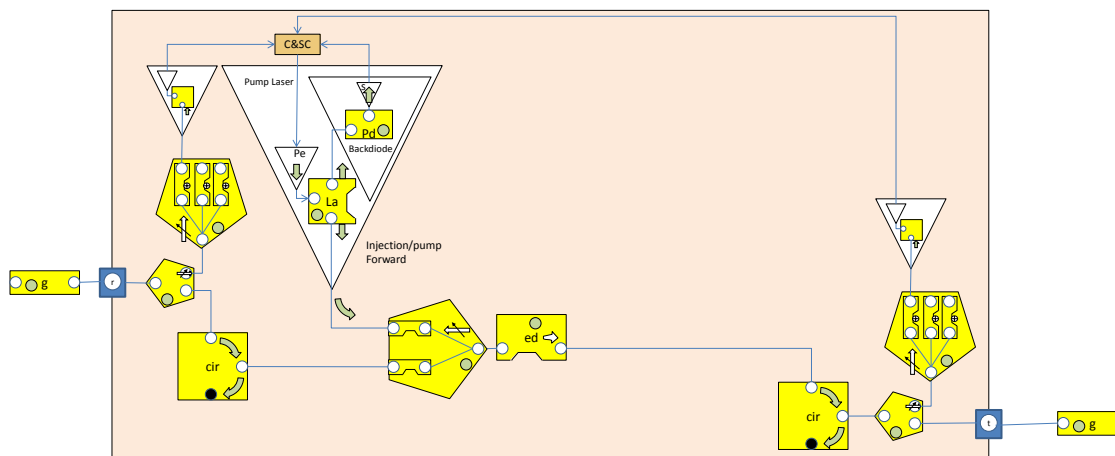 C&SC
Pump Laser
S
Pd
Backdiode
Pe
La
Injection/pump
Forward
g
r
cir
ed
cir
t
g